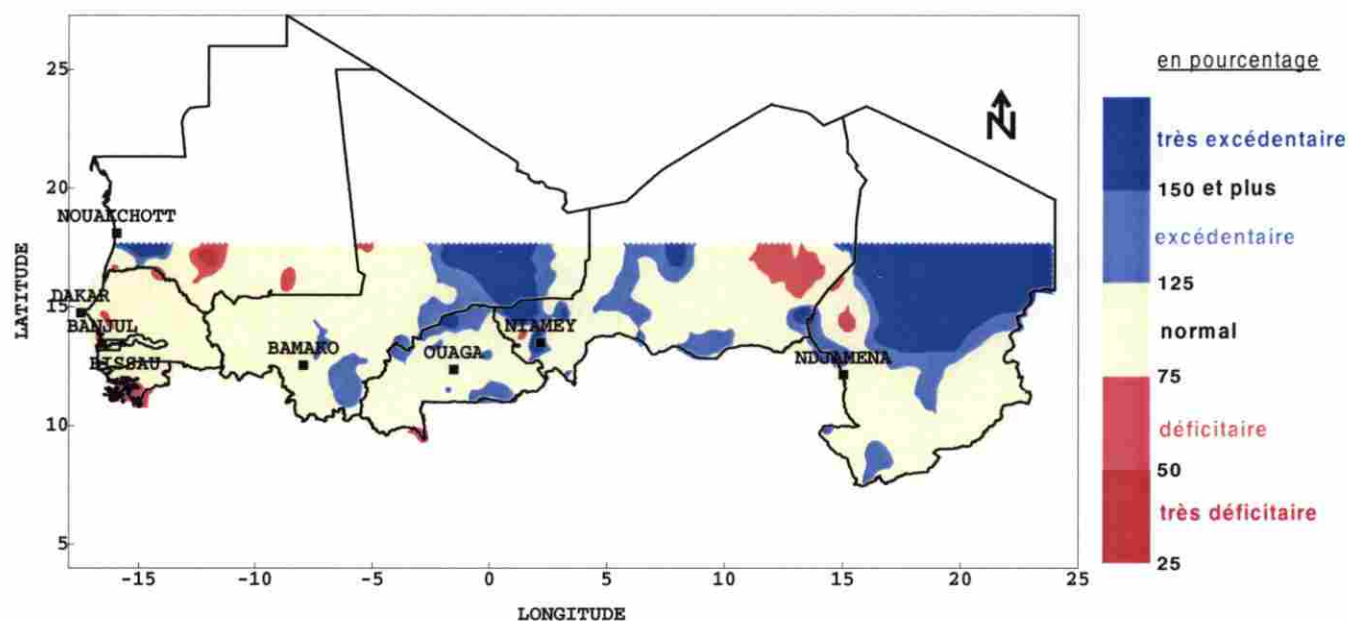 en pourcentage
très excédentaire
150 et plus
excédentaire
125
normal
75
déficitaire
50
très déficitaire
25
N
25
20
15
10
5
LATITUDE
NOUAKCHOTT
DAKAR
BANJUL
BISSAU
BAMAKO
OUAGA
NIAMEY
NDJAMENA
-15
-10
-5
0
5
10
15
20
25
LONGITUDE